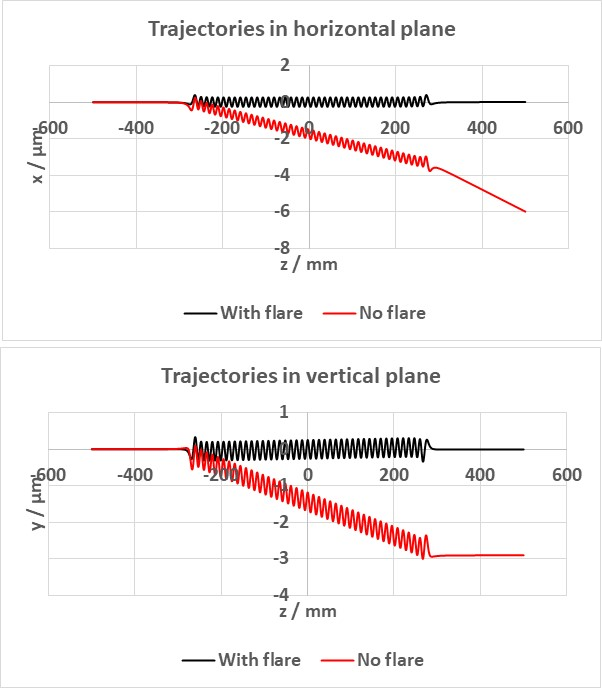 Trajectories in horizontal plane
2
0
-600 -400 -200 0 200 400 600
-2
-4
-6
-8
x / µm
z / mm
With flare No flare
Trajectories in vertical plane
1
0
-600 -400 -200 0 200 400 600
-1
-2
-3
-4
y / µm
z / mm
With flare No flare